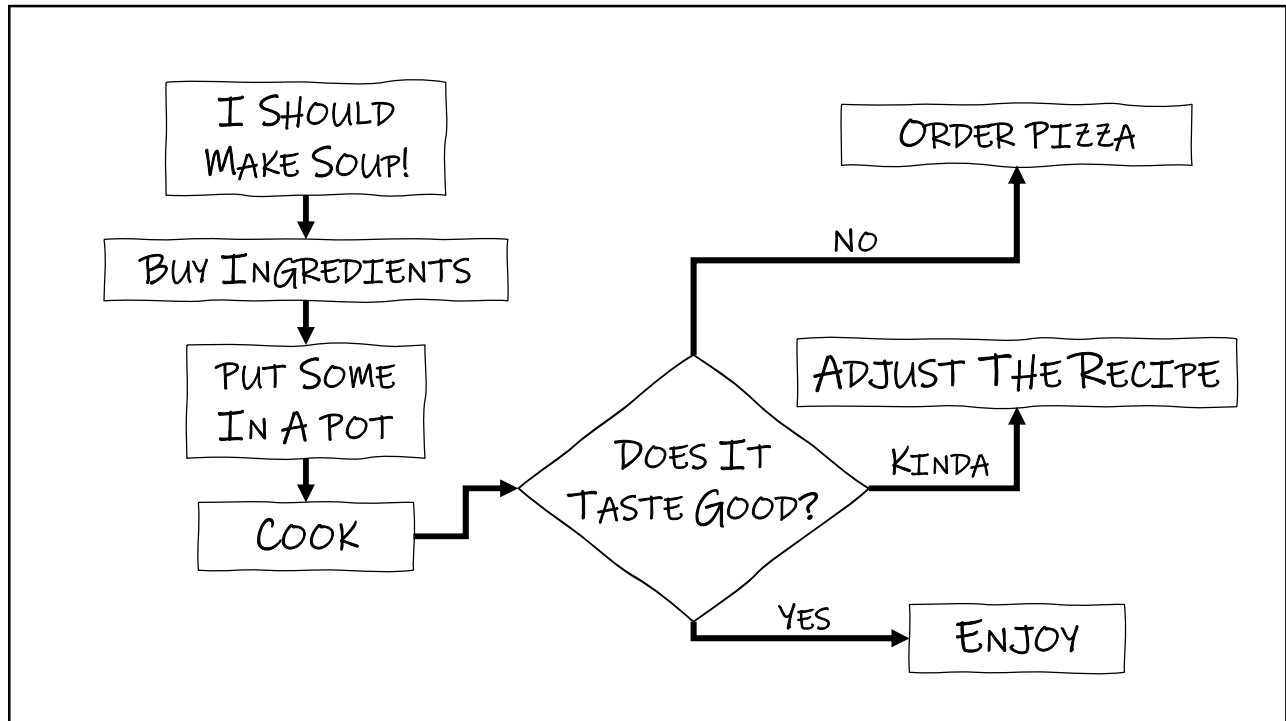 I Should
Make Soup!
Buy Ingredients
Put Some
In A Pot
Cook
Does It
Taste Good?
No
Order Pizza
Kinda
Adjust The Recipe
Yes
Enjoy